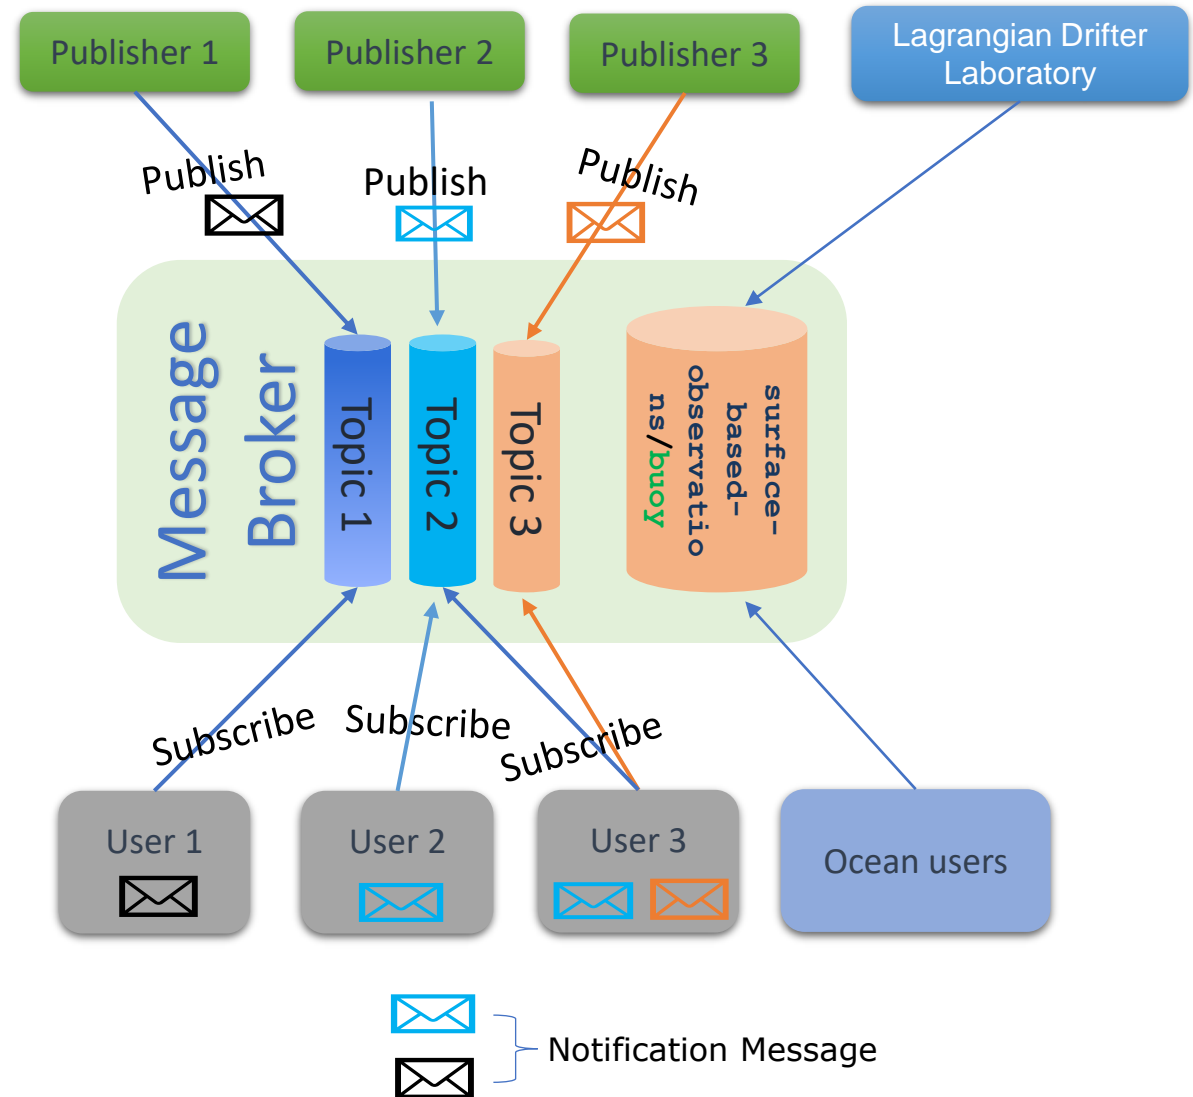 Publisher 1
Publisher 2
Publisher 3
Lagrangian Drifter
Laboratory
Publish
Publish
Publish
Message
Broker
Topic 1
Topic 2
Topic 3
surface-
based-
observatio
ns/buoy
Subscribe
Subscribe
Subscribe
User 1
User 2
User 3
Ocean users
Notification Message